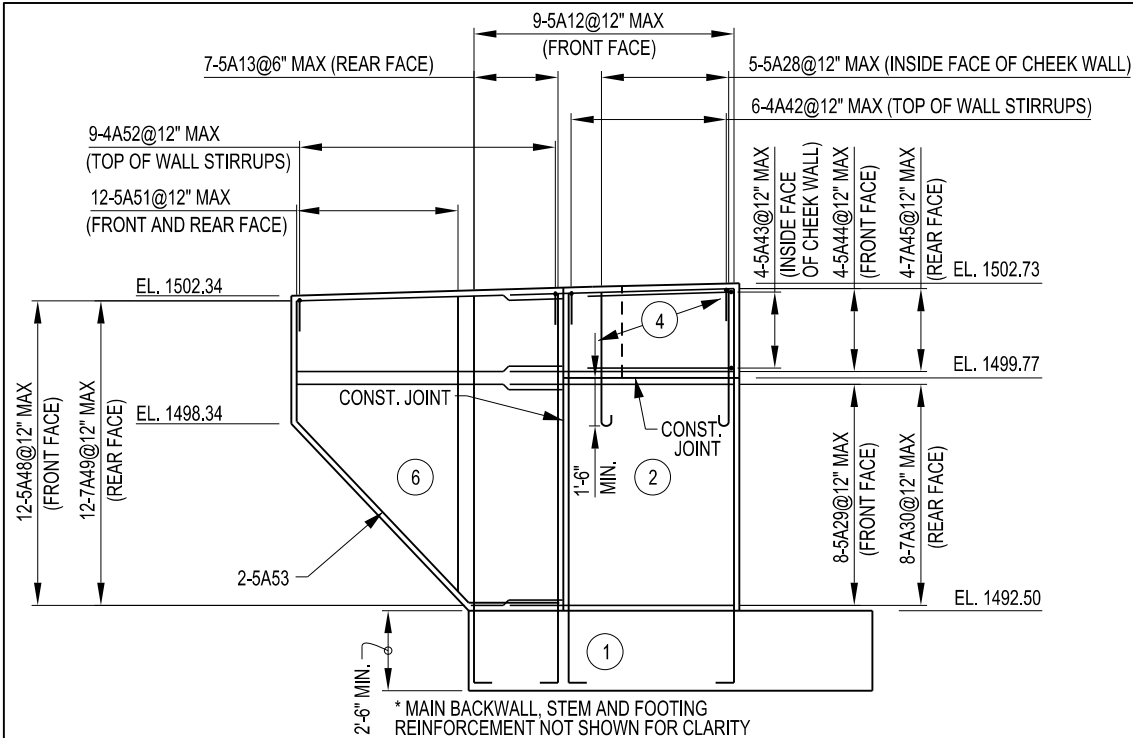 9-5A12@12" MAX
(FRONT FACE)
7-5A13@6" MAX (REAR FACE)
5-5A28@12" MAX (INSIDE FACE OF CHEEK WALL)
6-4A42@12" MAX (TOP OF WALL STIRRUPS)
9-4A52@12" MAX
(TOP OF WALL STIRRUPS)
12-5A51@12" MAX
(FRONT AND REAR FACE)
4-5A43@12" MAX
(INSIDE FACE
OF CHEEK WALL)
4-5A44@12" MAX
(FRONT FACE)
4-7A45@12" MAX
(REAR FACE)
EL. 1502.73
EL. 1502.34
4
EL. 1499.77
CONST. JOINT
EL. 1498.34
CONST.
JOINT
12-5A48@12" MAX
(FRONT FACE)
12-7A49@12" MAX
(REAR FACE)
6
1'-6"
MIN.
2
8-5A29@12" MAX
(FRONT FACE)
8-7A30@12" MAX
(REAR FACE)
2-5A53
EL. 1492.50
2'-6" MIN.
1
* MAIN BACKWALL, STEM AND FOOTING
REINFORCEMENT NOT SHOWN FOR CLARITY